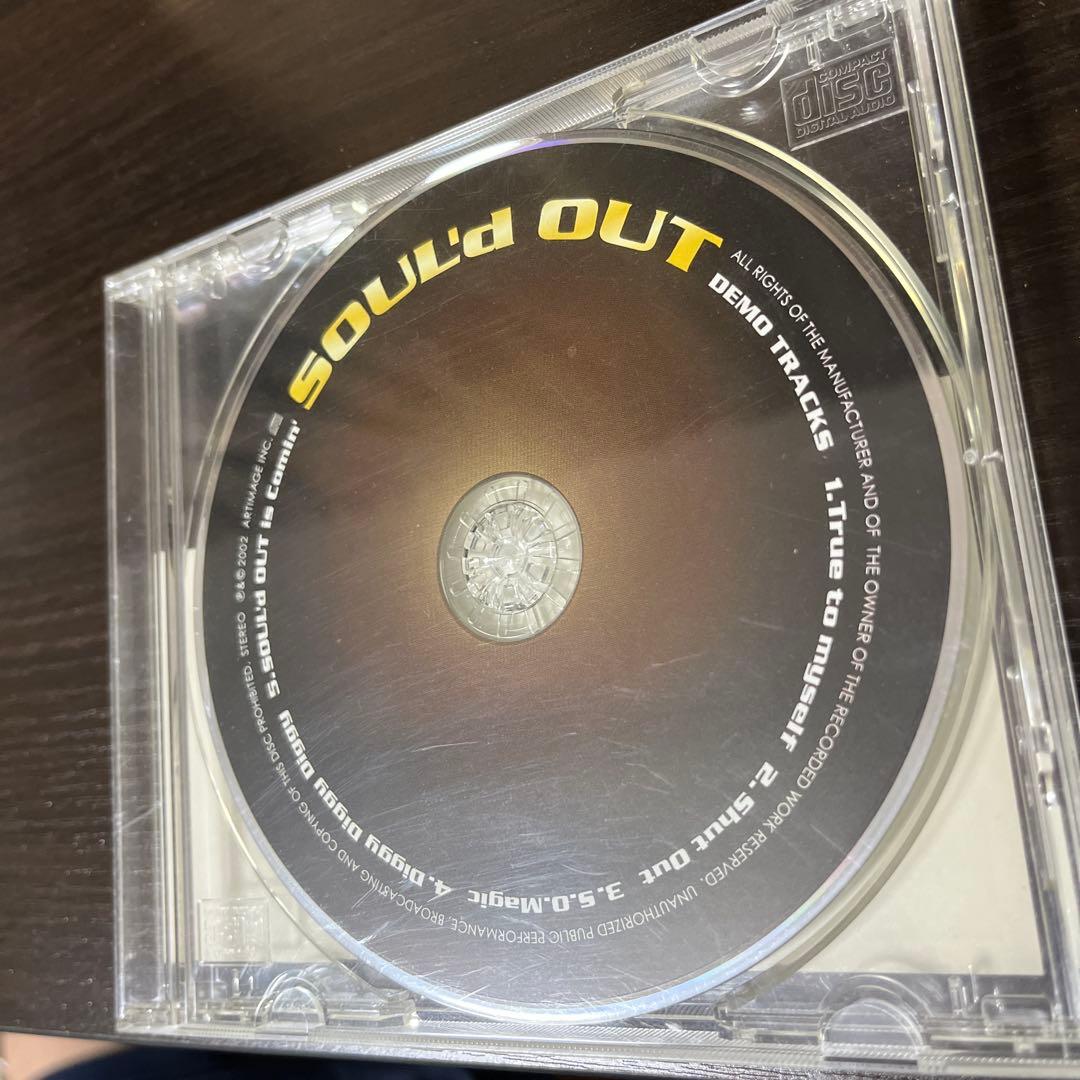 COMPACT
disc
DIGITAL AUDIO
SOUL'd OUT
DEMO TRACKS 1.True to myself 2.Shut Out 3.S.O.Magic 4.Diggy Diggy Diggy Diggy 5.SOUL'd OUT is Comin'
ALL RIGHTS OF THE MANUFACTURER AND OF THE OWNER OF THE RECORDED WORK RESERVED. UNAUTHORIZED PUBLIC PERFORMANCE, BROADCASTING AND COPYING OF THIS DISC PROHIBITED. STEREO ℗&© 2002 ARTIMAGE INC.